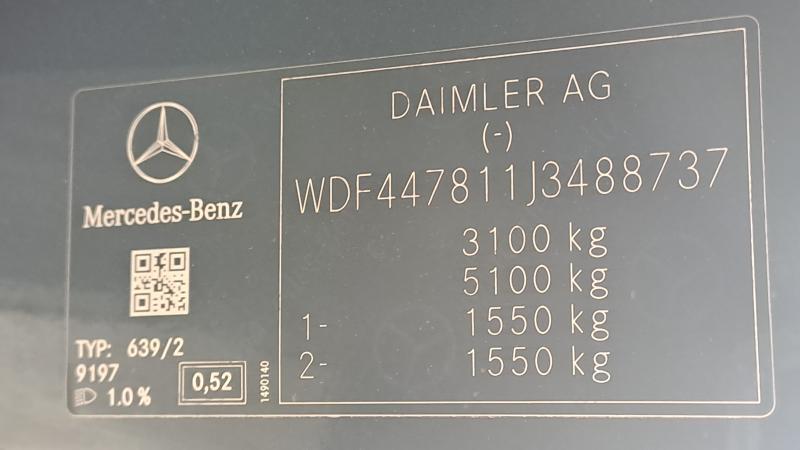 Mercedes-Benz
TYP: 639/2
9197
1.0 %
0,52
1490140
DAIMLER AG
(-)
WDF447811J3488737
3100 kg
5100 kg
1- 1550 kg
2- 1550 kg